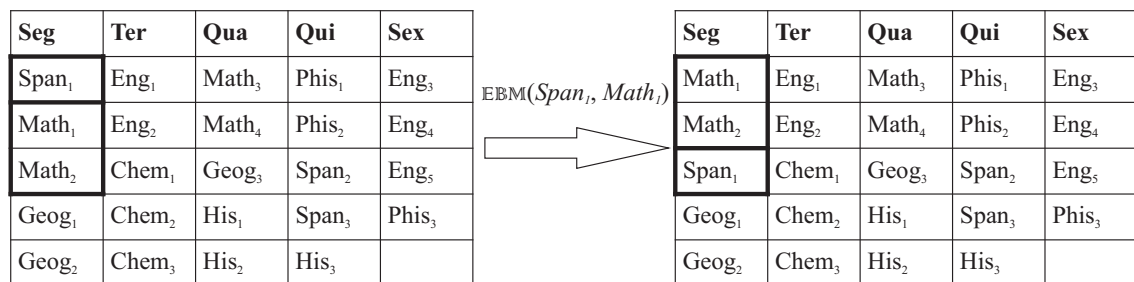 Seg Ter Qua Qui Sex
Span₁ Eng₁ Math₃ Phis₁ Eng₃
Math₁ Eng₂ Math₄ Phis₂ Eng₄
Math₂ Chem₁ Geog₃ Span₂ Eng₅
Geog₁ Chem₂ His₁ Span₃ Phis₃
Geog₂ Chem₃ His₂ His₃
𝔼𝔹𝕄(Span₁, Math₁)
Seg Ter Qua Qui Sex
Math₁ Eng₁ Math₃ Phis₁ Eng₃
Math₂ Eng₂ Math₄ Phis₂ Eng₄
Span₁ Chem₁ Geog₃ Span₂ Eng₅
Geog₁ Chem₂ His₁ Span₃ Phis₃
Geog₂ Chem₃ His₂ His₃